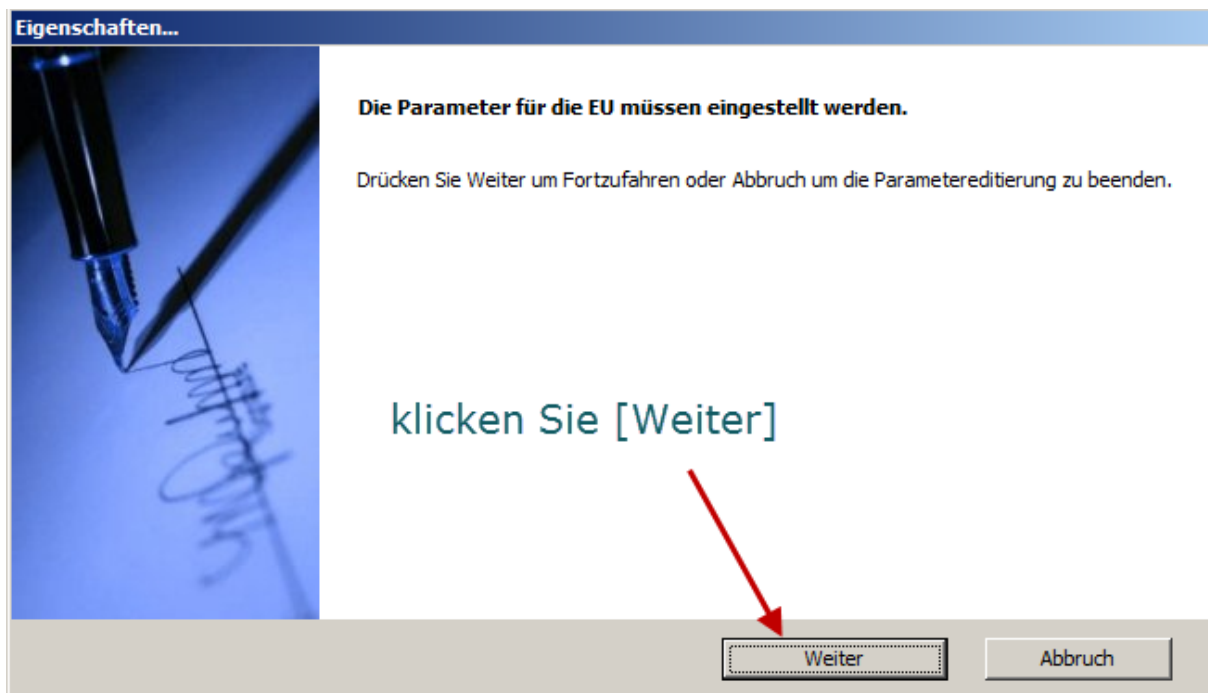 Eigenschaften...
Die Parameter für die EU müssen eingestellt werden.
Drücken Sie Weiter um Fortzufahren oder Abbruch um die Parametereditierung zu beenden.
klicken Sie [Weiter]
Weiter
Abbruch